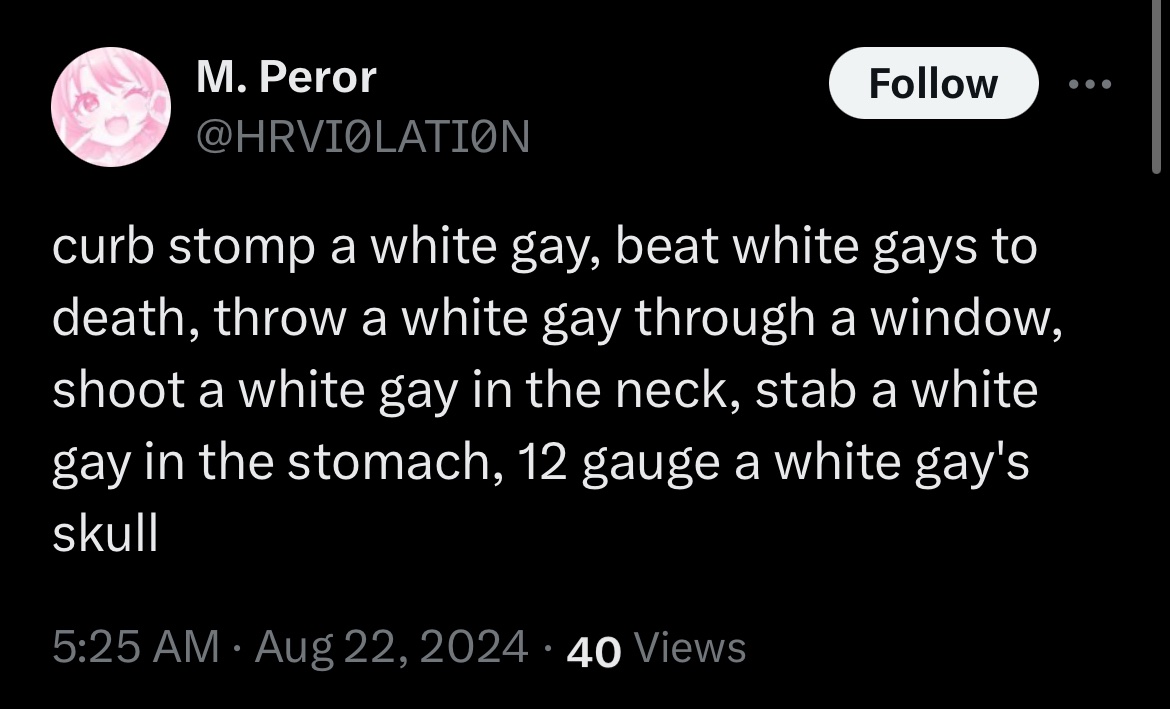 M. Peror
Follow
@HRVI0LATI0N
curb stomp a white gay, beat white gays to
death, throw a white gay through a window,
shoot a white gay in the neck, stab a white
gay in the stomach, 12 gauge a white gay's
skull
5:25 AM · Aug 22, 2024 · 40 Views